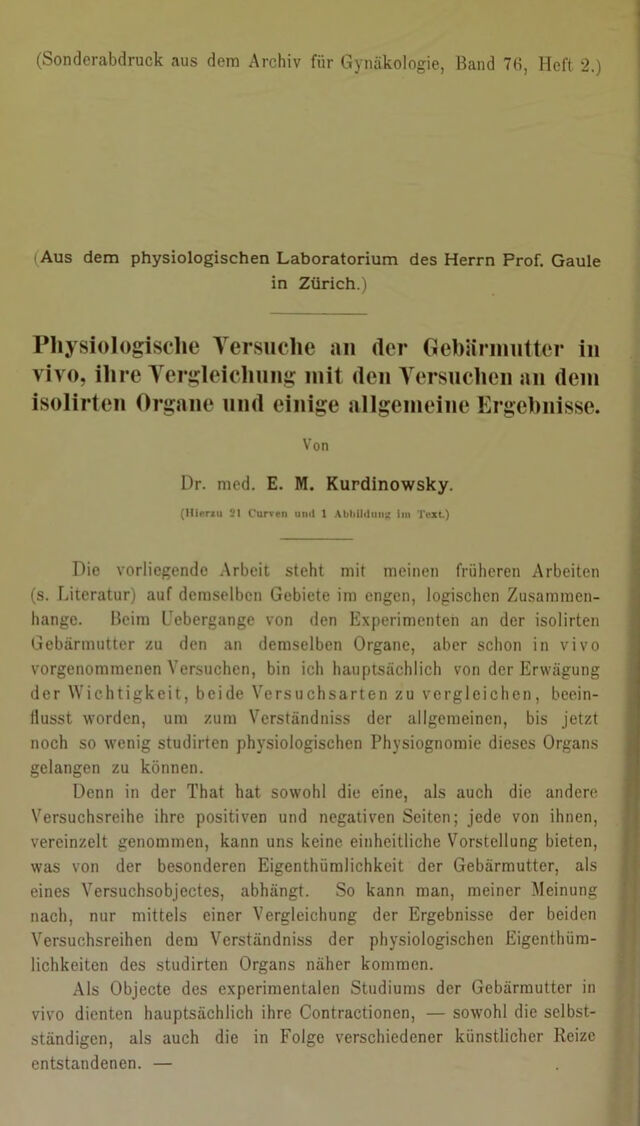 (Sonderabdruck aus dem Archiv für Gynäkologie, Band 76, Heft 2.)
(Aus dem physiologischen Laboratorium des Herrn Prof. Gaule
in Zürich.)
Physiologische Versuche an der Gebärmutter in
vivo, ihre Vergleichung mit den Versuchen an dem
isolirten Organe und einige allgemeine Ergebnisse.
Von
Dr. med. E. M. Kurdinowsky.
(Hierzu 21 Curven und 1 Abbildung im Text.)
Die vorliegende Arbeit steht mit meinen früheren Arbeiten
(s. Literatur) auf demselben Gebiete im engen, logischen Zusammen-
hange. Beim Uebergange von den Experimenten an der isolirten
Gebärmutter zu den an demselben Organe, aber schon in vivo
vorgenommenen Versuchen, bin ich hauptsächlich von der Erwägung
der Wichtigkeit, beide Versuchsarten zu vergleichen, beein-
flusst worden, um zum Verständniss der allgemeinen, bis jetzt
noch so wenig studirten physiologischen Physiognomie dieses Organs
gelangen zu können.
Denn in der That hat sowohl die eine, als auch die andere
Versuchsreihe ihre positiven und negativen Seiten; jede von ihnen,
vereinzelt genommen, kann uns keine einheitliche Vorstellung bieten,
was von der besonderen Eigenthümlichkeit der Gebärmutter, als
eines Versuchsobjectes, abhängt. So kann man, meiner Meinung
nach, nur mittels einer Vergleichung der Ergebnisse der beiden
Versuchsreihen dem Verständniss der physiologischen Eigenthüm-
lichkeiten des studirten Organs näher kommen.
Als Objecte des experimentalen Studiums der Gebärmutter in
vivo dienten hauptsächlich ihre Contractionen, — sowohl die selbst-
ständigen, als auch die in Folge verschiedener künstlicher Reize
entstandenen. —